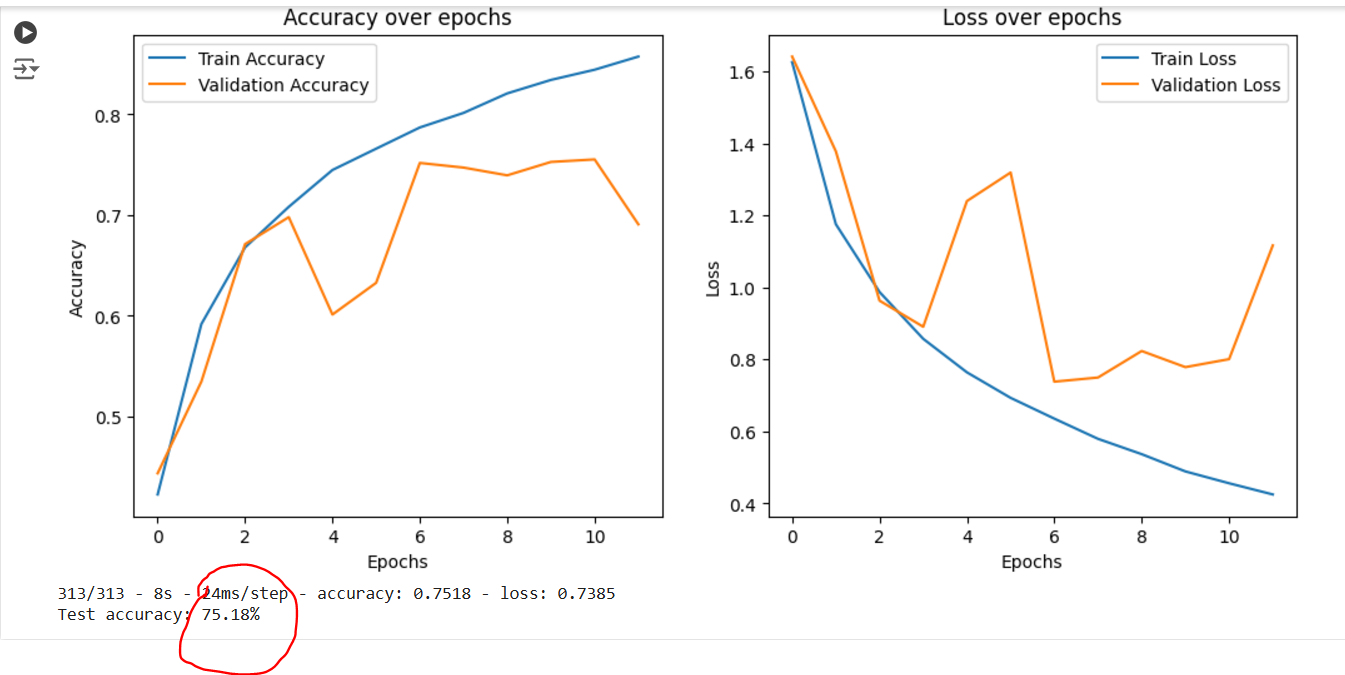 Accuracy over epochs
Train Accuracy
Validation Accuracy
0.8
0.7
0.6
0.5
Accuracy
0 2 4 6 8 10
Epochs
Loss over epochs
Train Loss
Validation Loss
1.6
1.4
1.2
1.0
0.8
0.6
0.4
Loss
0 2 4 6 8 10
Epochs
313/313 - 8s - 24ms/step - accuracy: 0.7518 - loss: 0.7385
Test accuracy: 75.18%